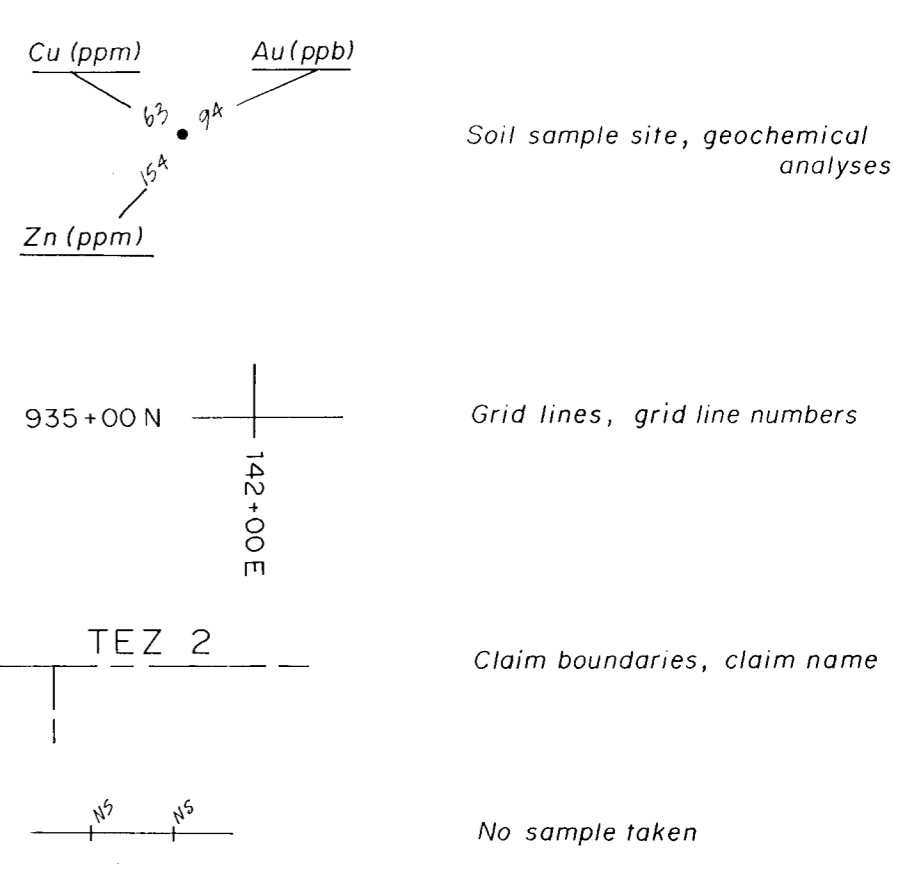 Cu (ppm)
Au (ppb)
63
94
154
Zn (ppm)
Soil sample site, geochemical
analyses
935+00 N
142+00 E
Grid lines, grid line numbers
TEZ 2
Claim boundaries, claim name
NS
NS
No sample taken